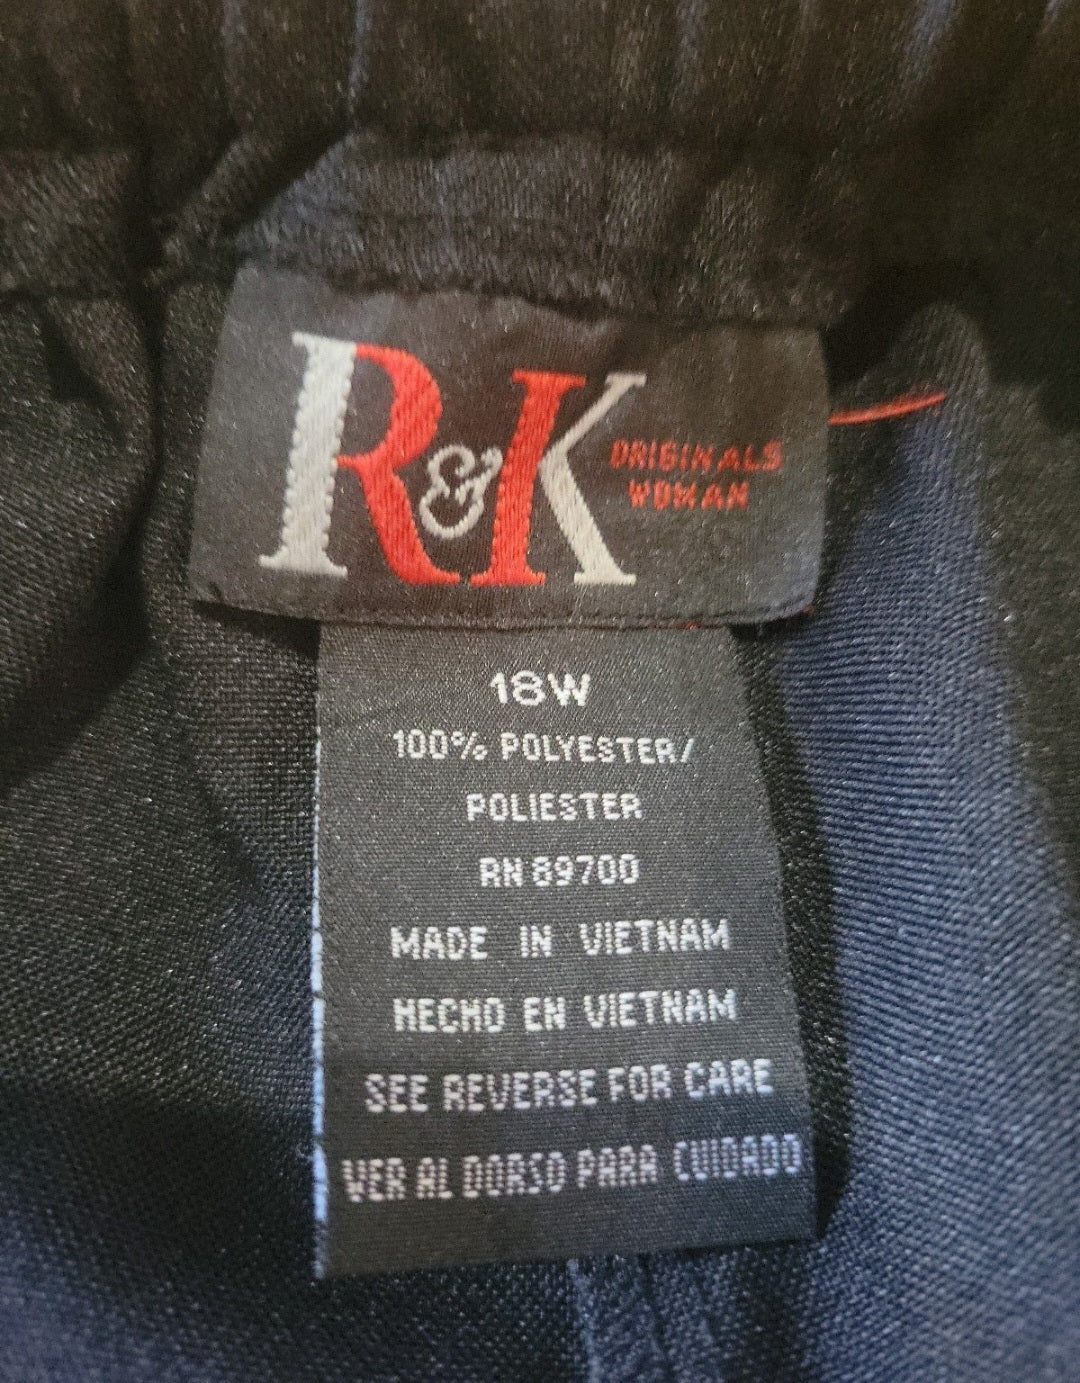 R&K ORIGINALS
WOMAN
18W
100% POLYESTER/
POLIESTER
RN 89700
MADE IN VIETNAM
HECHO EN VIETNAM
SEE REVERSE FOR CARE
VER AL DORSO PARA CUIDADO